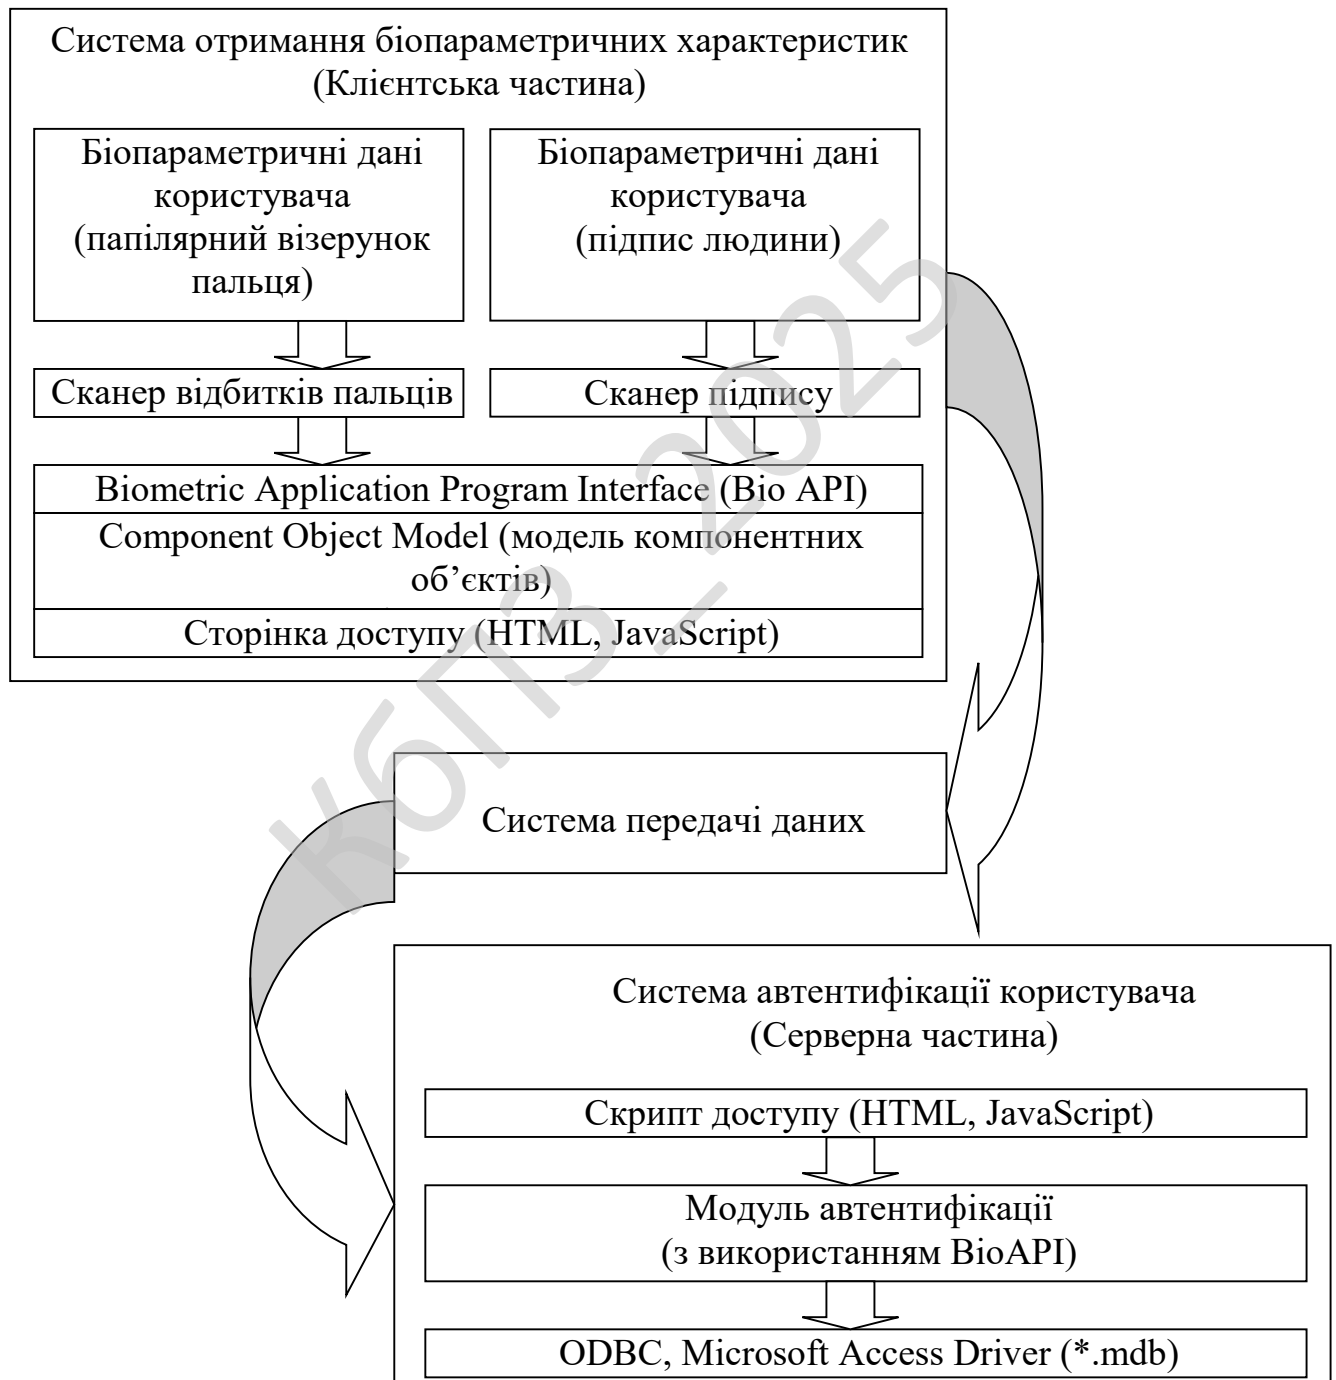 Система отримання біопараметричних характеристик
(Клієнтська частина)
Біопараметричні дані
користувача
(папілярний візерунок
пальця)
Біопараметричні дані
користувача
(підпис людини)
Сканер відбитків пальців
Сканер підпису
Biometric Application Program Interface (Bio API)
Component Object Model (модель компонентних
об’єктів)
Сторінка доступу (HTML, JavaScript)
Система передачі даних
Система автентифікації користувача
(Серверна частина)
Скрипт доступу (HTML, JavaScript)
Модуль автентифікації
(з використанням BioAPI)
ODBC, Microsoft Access Driver (*.mdb)
КбПЗ_2025